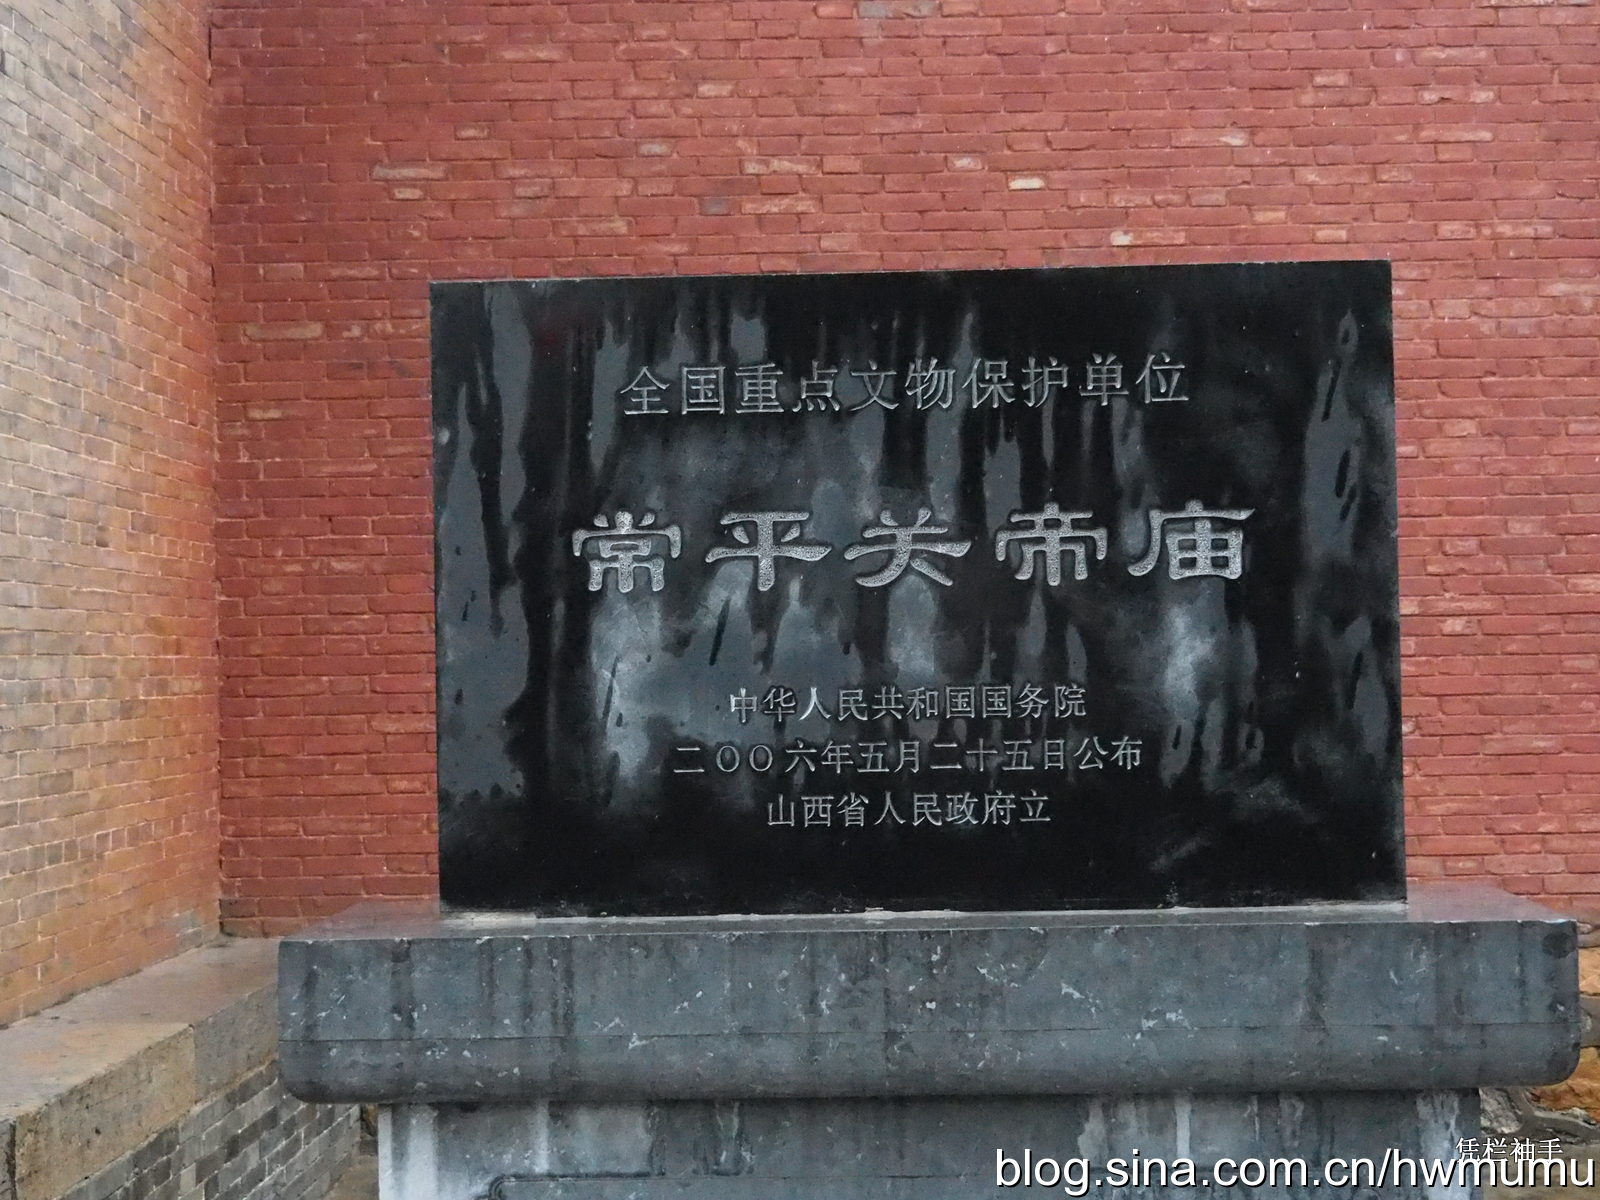 全国重点文物保护单位
常平关帝庙
中华人民共和国国务院
二〇〇六年五月二十五日公布
山西省人民政府立
凭栏袖手
blog.sina.com.cn/hwmumu